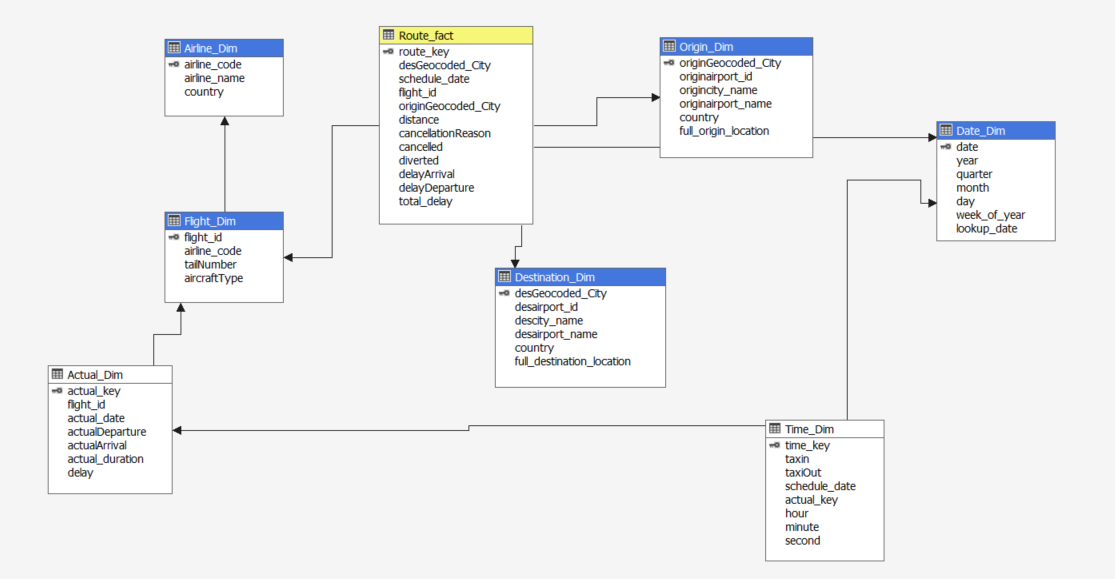 Airline_Dim
airline_code
airline_name
country
Route_fact
route_key
desGeocoded_City
schedule_date
flight_id
originGeocoded_City
distance
cancellationReason
cancelled
diverted
delayArrival
delayDeparture
total_delay
Origin_Dim
originGeocoded_City
originairport_id
origincity_name
originairport_name
country
full_origin_location
Date_Dim
date
year
quarter
month
day
week_of_year
lookup_date
Flight_Dim
flight_id
airline_code
tailNumber
aircraftType
Destination_Dim
desGeocoded_City
desairport_id
descity_name
desairport_name
country
full_destination_location
Actual_Dim
actual_key
flight_id
actual_date
actualDeparture
actualArrival
actual_duration
delay
Time_Dim
time_key
taxin
taxiOut
schedule_date
actual_key
hour
minute
second